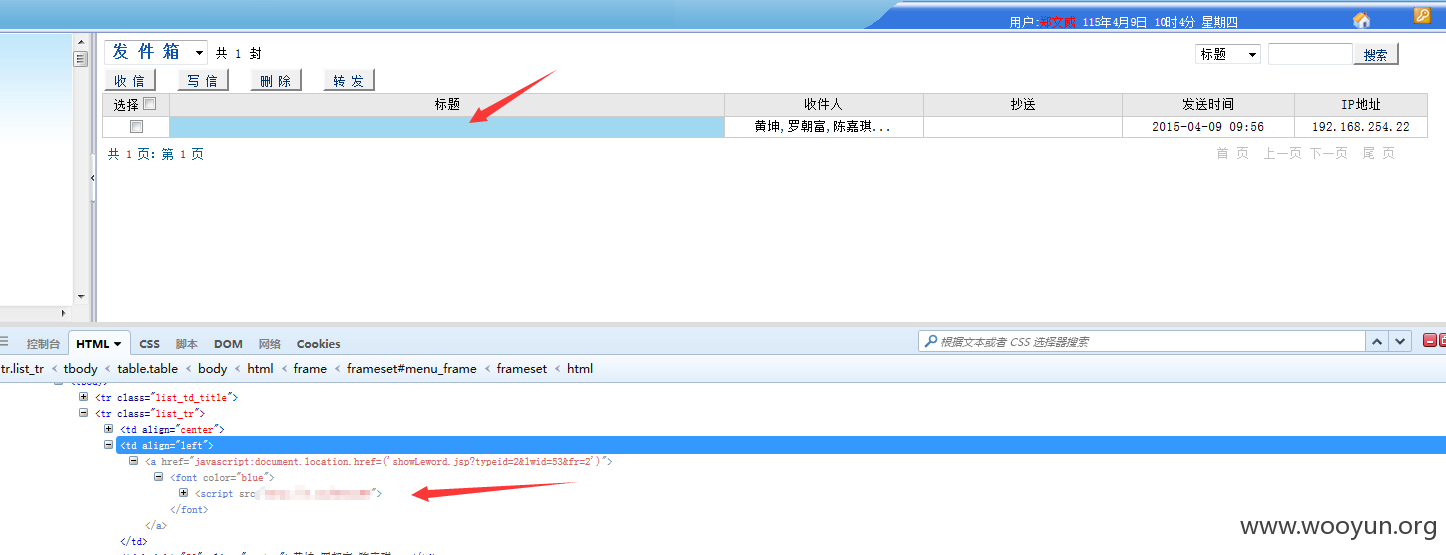 用户:郑文威 115年4月9日 10时4分 星期四
发 件 箱 共 1 封 标题 搜索
收 信 写 信 删 除 转 发
选择 标题 收件人 抄送 发送时间 IP地址
黄坤,罗朝富,陈嘉琪... 2015-04-09 09:56 192.168.254.22
共 1 页:第 1 页 首 页 上一页 下一页 尾 页
控制台 HTML CSS 脚本 DOM 网络 Cookies 根据文本或者 CSS 选择器搜索
tr.list_tr < tbody < table.table < body < html < frame < frameset#menu_frame < frameset < html
<tbody>
<tr class="list_td_title">
<tr class="list_tr">
<td align="center">
<td align="left">
<a href="javascript:document.location.href=('showLeword.jsp?typeid=2&lwid=53&fr=2')">
<font color="blue">
<script src ">
</font>
</a>
</td>
www.wooyun.org